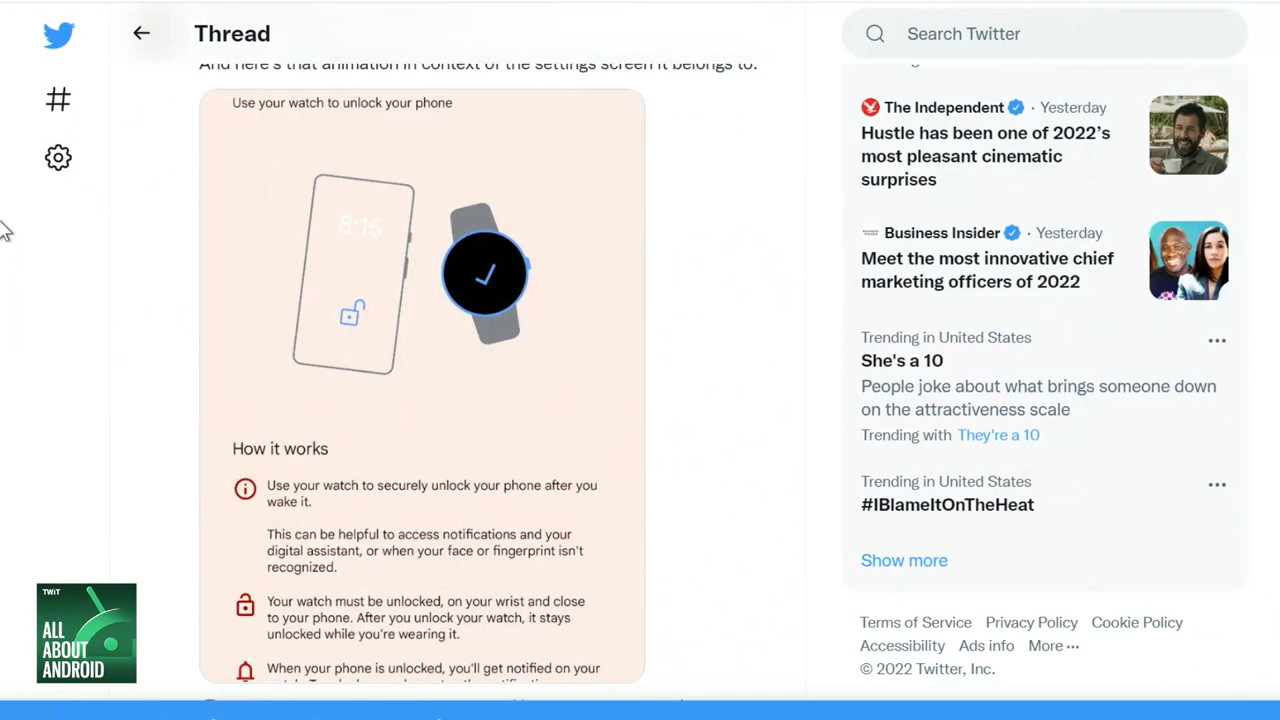 Thread
Search Twitter
And here's that animation in context of the settings screen it belongs to:
Use your watch to unlock your phone
8:15
How it works
Use your watch to securely unlock your phone after you
wake it.
This can be helpful to access notifications and your
digital assistant, or when your face or fingerprint isn't
recognized.
Your watch must be unlocked, on your wrist and close
to your phone. After you unlock your watch, it stays
unlocked while you're wearing it.
When your phone is unlocked, you'll get notified on your
The Independent · Yesterday
Hustle has been one of 2022's
most pleasant cinematic
surprises
Business Insider · Yesterday
Meet the most innovative chief
marketing officers of 2022
Trending in United States
She's a 10
People joke about what brings someone down
on the attractiveness scale
Trending with They're a 10
Trending in United States
#IBlameItOnTheHeat
Show more
Terms of Service Privacy Policy Cookie Policy
Accessibility Ads info More ···
© 2022 Twitter, Inc.
TWiT
ALL
ABOUT
ANDROID